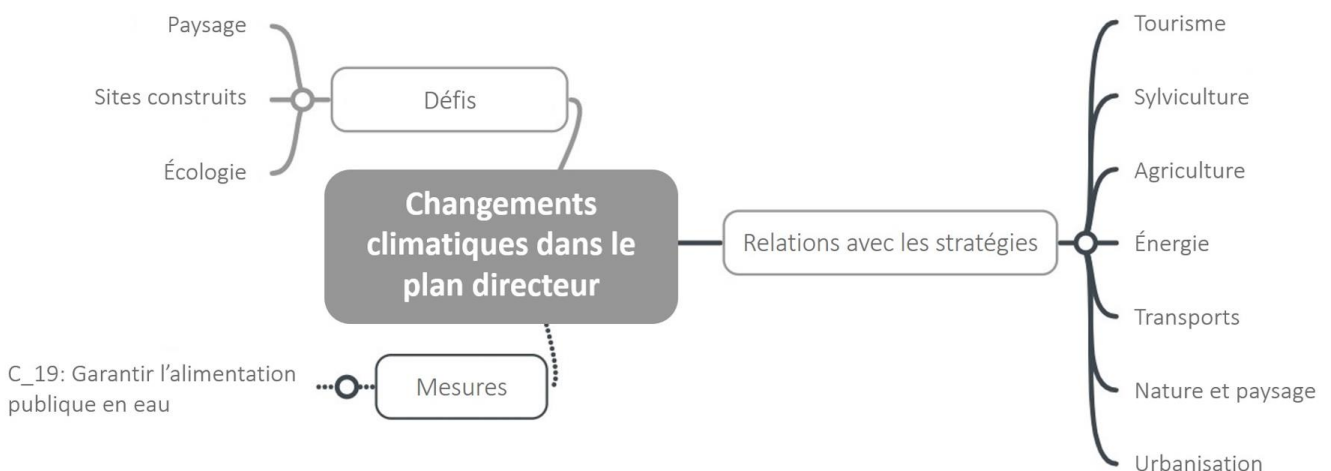 Paysage
Sites construits
Écologie
Défis
Changements
climatiques dans le
plan directeur
Mesures
C_19: Garantir l’alimentation
publique en eau
Relations avec les stratégies
Tourisme
Sylviculture
Agriculture
Énergie
Transports
Nature et paysage
Urbanisation